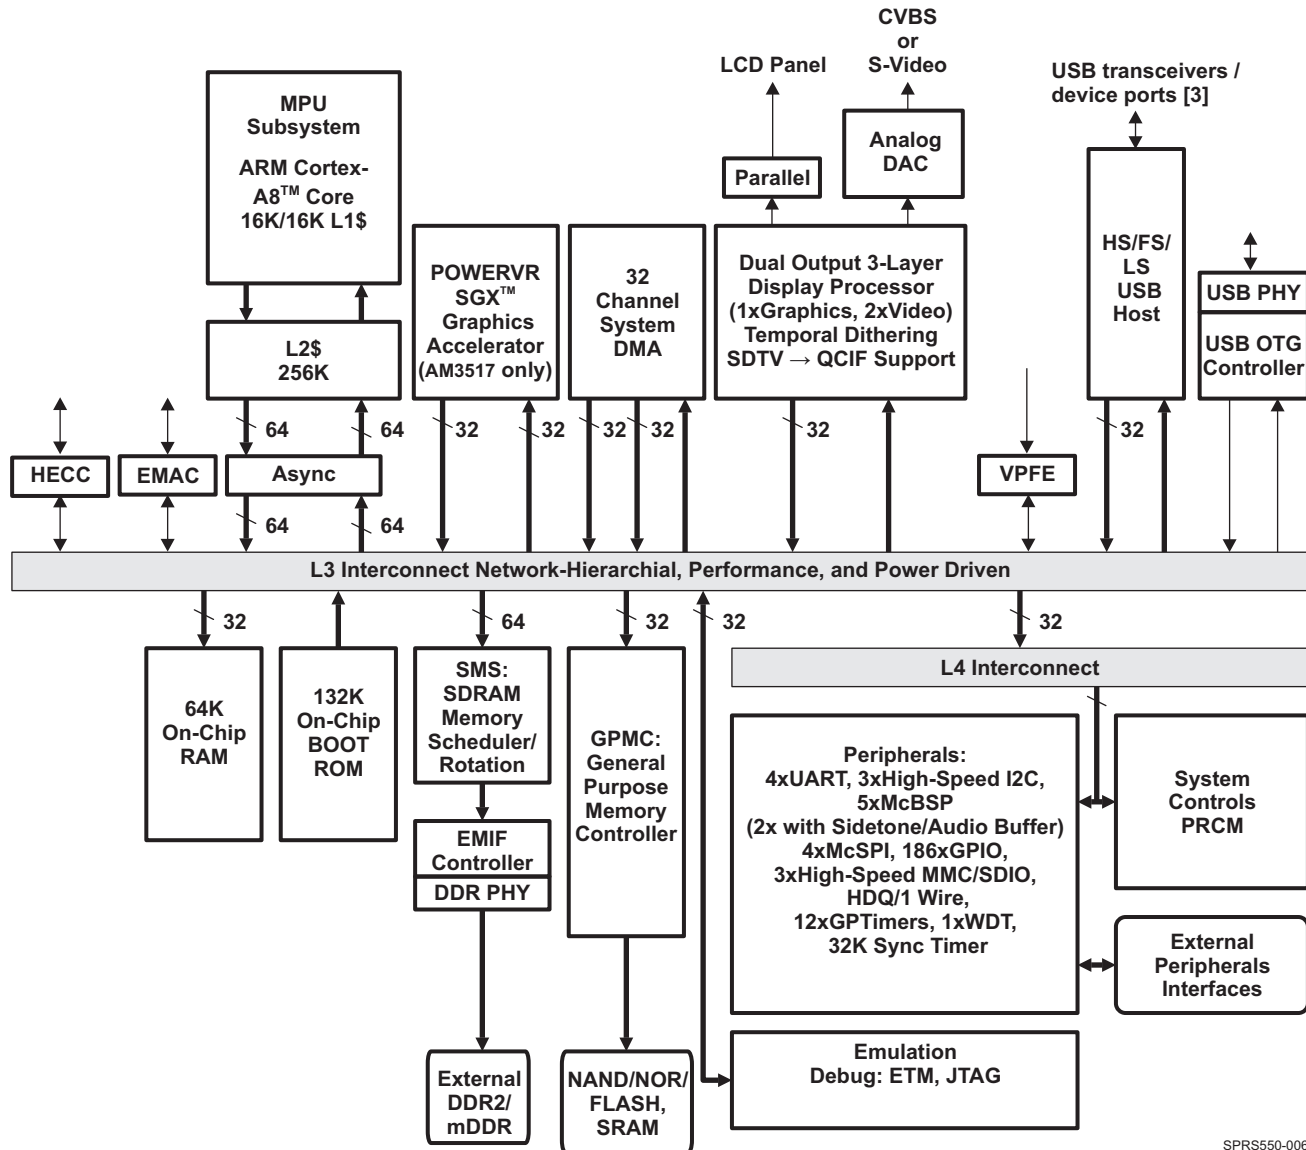 CVBS
or
S-Video
LCD Panel
USB transceivers /
device ports [3]
MPU
Subsystem
ARM Cortex-
A8™ Core
16K/16K L1$
Analog
DAC
Parallel
POWERVR
SGX™
Graphics
Accelerator
(AM3517 only)
32
Channel
System
DMA
Dual Output 3-Layer
Display Processor
(1xGraphics, 2xVideo)
Temporal Dithering
SDTV → QCIF Support
HS/FS/
LS
USB
Host
USB PHY
USB OTG
Controller
L2$
256K
64
64
32
32
32
32
32
32
HECC
EMAC
Async
VPFE
64
64
L3 Interconnect Network-Hierarchial, Performance, and Power Driven
32
64
32
32
32
64K
On-Chip
RAM
132K
On-Chip
BOOT
ROM
SMS:
SDRAM
Memory
Scheduler/
Rotation
GPMC:
General
Purpose
Memory
Controller
L4 Interconnect
EMIF
Controller
DDR PHY
Peripherals:
4xUART, 3xHigh-Speed I2C,
5xMcBSP
(2x with Sidetone/Audio Buffer)
4xMcSPI, 186xGPIO,
3xHigh-Speed MMC/SDIO,
HDQ/1 Wire,
12xGPTimers, 1xWDT,
32K Sync Timer
System
Controls
PRCM
External
Peripherals
Interfaces
Emulation
Debug: ETM, JTAG
External
DDR2/
mDDR
NAND/NOR/
FLASH,
SRAM
SPRS550-006